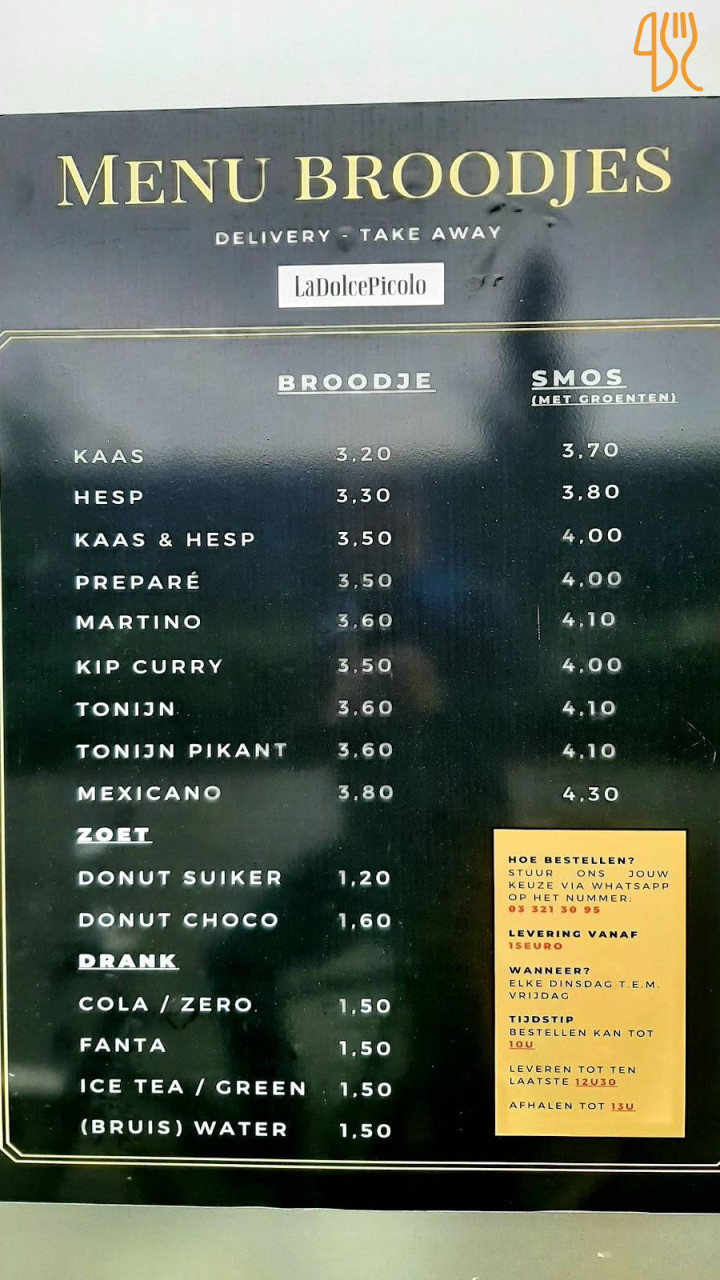 MENU BROODJES
DELIVERY - TAKE AWAY
LaDolcePicolo
BROODJE SMOS
(MET GROENTEN)
KAAS 3,20 3,70
HESP 3,30 3,80
KAAS & HESP 3,50 4,00
PREPARÉ 3,50 4,00
MARTINO 3,60 4,10
KIP CURRY 3,50 4,00
TONIJN 3,60 4,10
TONIJN PIKANT 3,60 4,10
MEXICANO 3,80 4,30
ZOET
DONUT SUIKER 1,20
DONUT CHOCO 1,60
DRANK
COLA / ZERO 1,50
FANTA 1,50
ICE TEA / GREEN 1,50
(BRUIS) WATER 1,50
HOE BESTELLEN?
STUUR ONS JOUW
KEUZE VIA WHATSAPP
OP HET NUMMER:
03 321 30 95
LEVERING VANAF
15EURO
WANNEER?
ELKE DINSDAG T.E.M.
VRIJDAG
TIJDSTIP
BESTELLEN KAN TOT
10U
LEVEREN TOT TEN
LAATSTE 12U30
AFHALEN TOT 13U